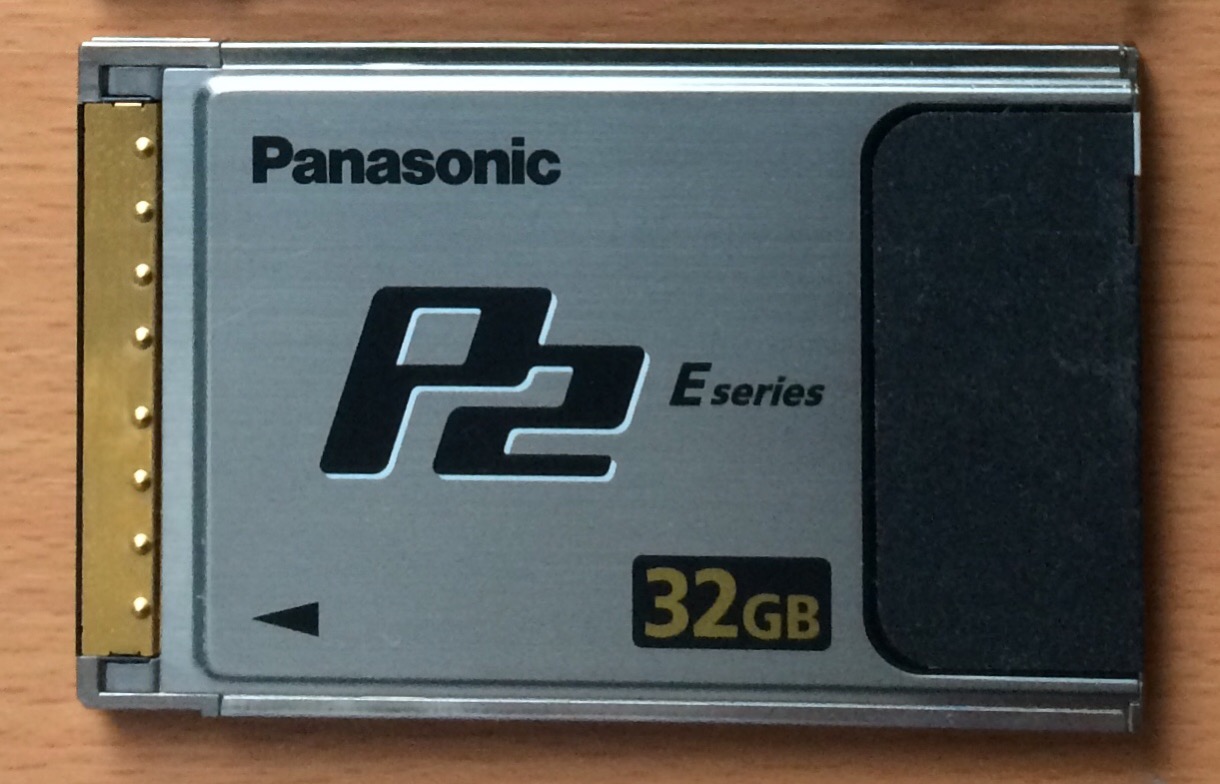 Panasonic
P2 E series
32GB